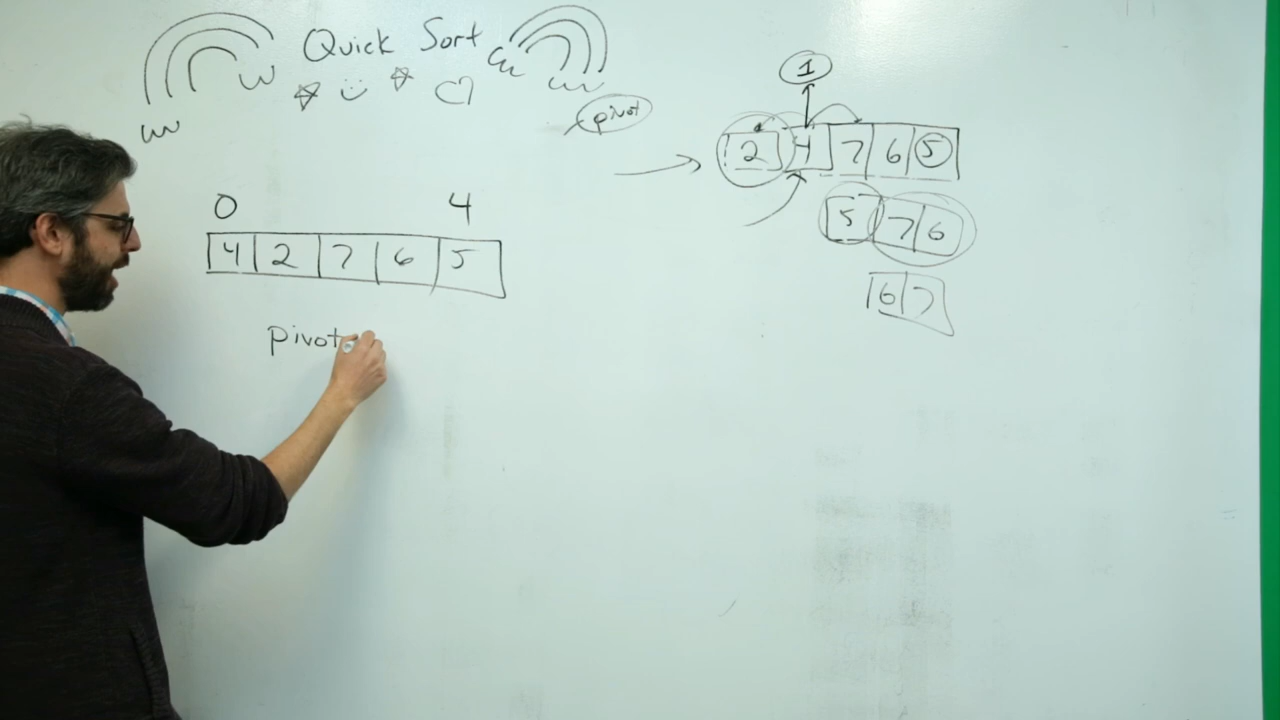 Quick Sort
pivot
1
2 4 7 6 5
5 7 6
6 7
0 4
4 2 7 6 5
pivot